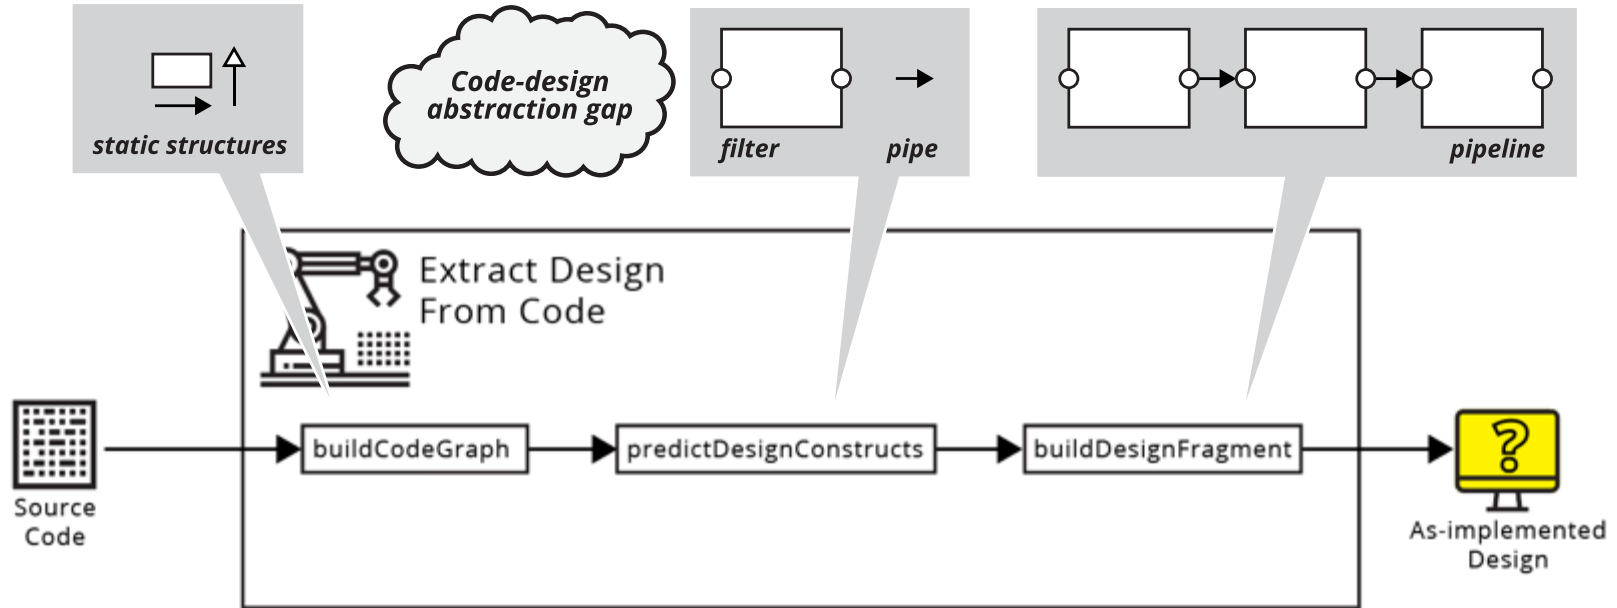 static structures
Code-design
abstraction gap
filter
pipe
pipeline
Extract Design
From Code
Source
Code
buildCodeGraph
predictDesignConstructs
buildDesignFragment
?
As-implemented
Design